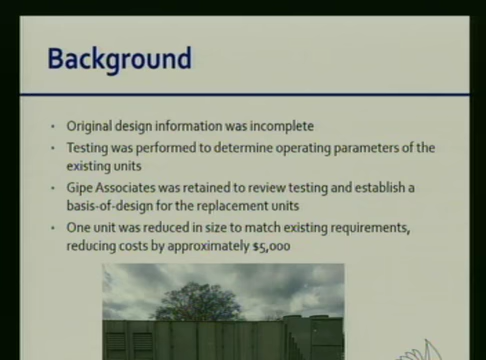 Background
• Original design information was incomplete
• Testing was performed to determine operating parameters of the
existing units
• Gipe Associates was retained to review testing and establish a
basis-of-design for the replacement units
• One unit was reduced in size to match existing requirements,
reducing costs by approximately $5,000